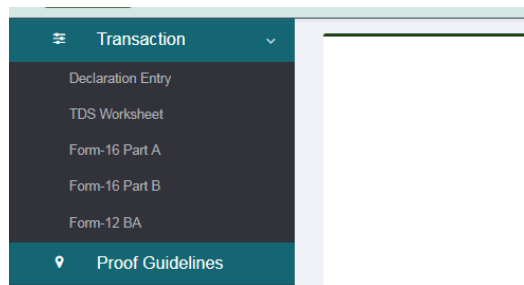 Transaction
Declaration Entry
TDS Worksheet
Form-16 Part A
Form-16 Part B
Form-12 BA
Proof Guidelines